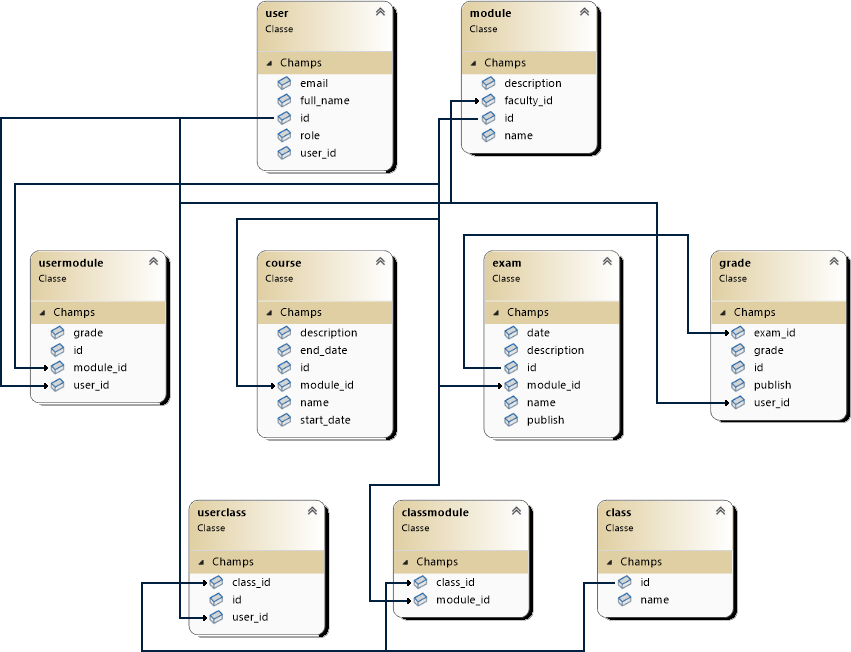 user
Classe
Champs
email
full_name
id
role
user_id
module
Classe
Champs
description
faculty_id
id
name
usermodule
Classe
Champs
grade
id
module_id
user_id
course
Classe
Champs
description
end_date
id
module_id
name
start_date
exam
Classe
Champs
date
description
id
module_id
name
publish
grade
Classe
Champs
exam_id
grade
id
publish
user_id
userclass
Classe
Champs
class_id
id
user_id
classmodule
Classe
Champs
class_id
module_id
class
Classe
Champs
id
name